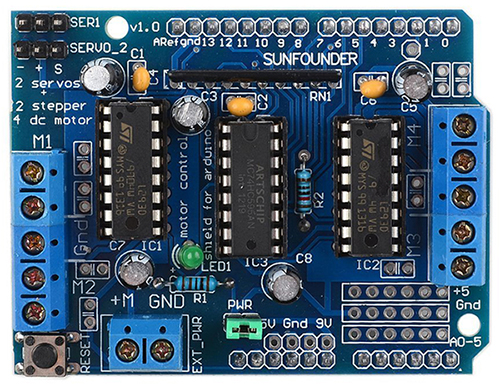 SER1
v1.0
ARefgnd13 12 11 10 9 8 7 6 5 4 3 2 1 0
SERVO_2
SUNFOUNDER
- + S
C1
C3
RN1
C6
C5
2 servos
+
2 stepper
4 dc motor
M1
M4
motor control
shield for arduino
L293D
R2
Gnd
C7 IC1
LED1
IC3
C8
IC2
M3
M2
+M GND
R1
PWR
+5
Gnd
5V Gnd 9V
A0-5
RESET
EXT_PWR